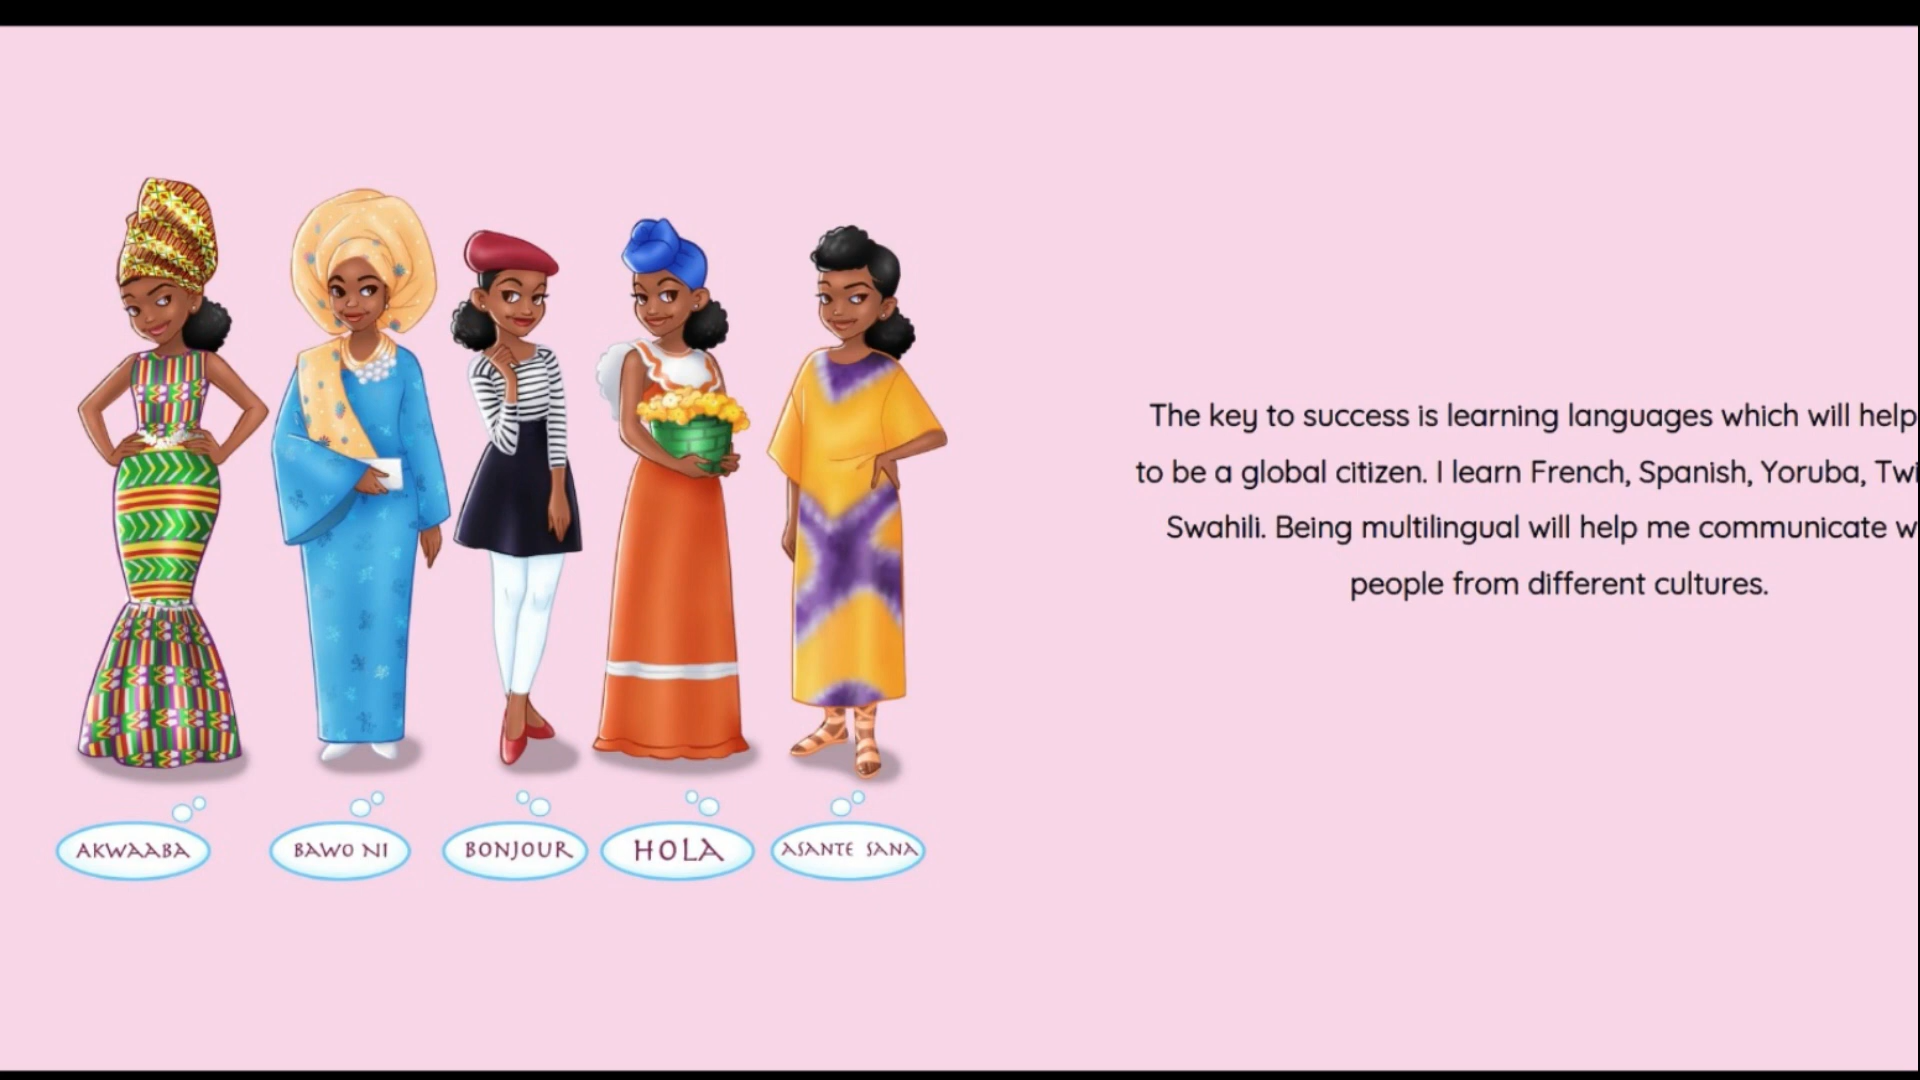 The key to success is learning languages which will help
to be a global citizen. I learn French, Spanish, Yoruba, Twi
Swahili. Being multilingual will help me communicate w
people from different cultures.
AKWAABA
BAWO NI
BONJOUR
HOLA
ASANTE SANA